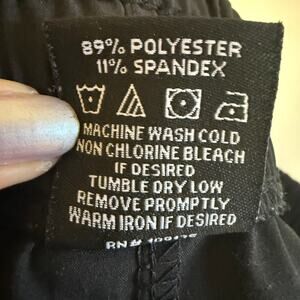 89% POLYESTER
11% SPANDEX
MACHINE WASH COLD
NON CHLORINE BLEACH
IF DESIRED
TUMBLE DRY LOW
REMOVE PROMPTLY
WARM IRON IF DESIRED
RN#